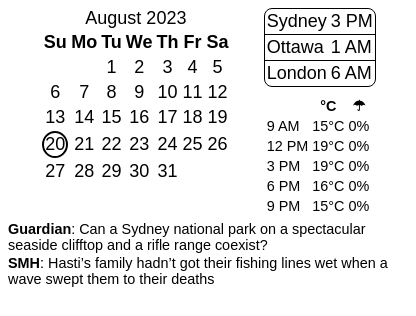 August 2023
Su Mo Tu We Th Fr Sa
1 2 3 4 5
6 7 8 9 10 11 12
13 14 15 16 17 18 19
20 21 22 23 24 25 26
27 28 29 30 31
Sydney 3 PM
Ottawa 1 AM
London 6 AM
°C ☂
9 AM 15°C 0%
12 PM 19°C 0%
3 PM 19°C 0%
6 PM 16°C 0%
9 PM 15°C 0%
Guardian: Can a Sydney national park on a spectacular
seaside clifftop and a rifle range coexist?
SMH: Hasti’s family hadn’t got their fishing lines wet when a
wave swept them to their deaths